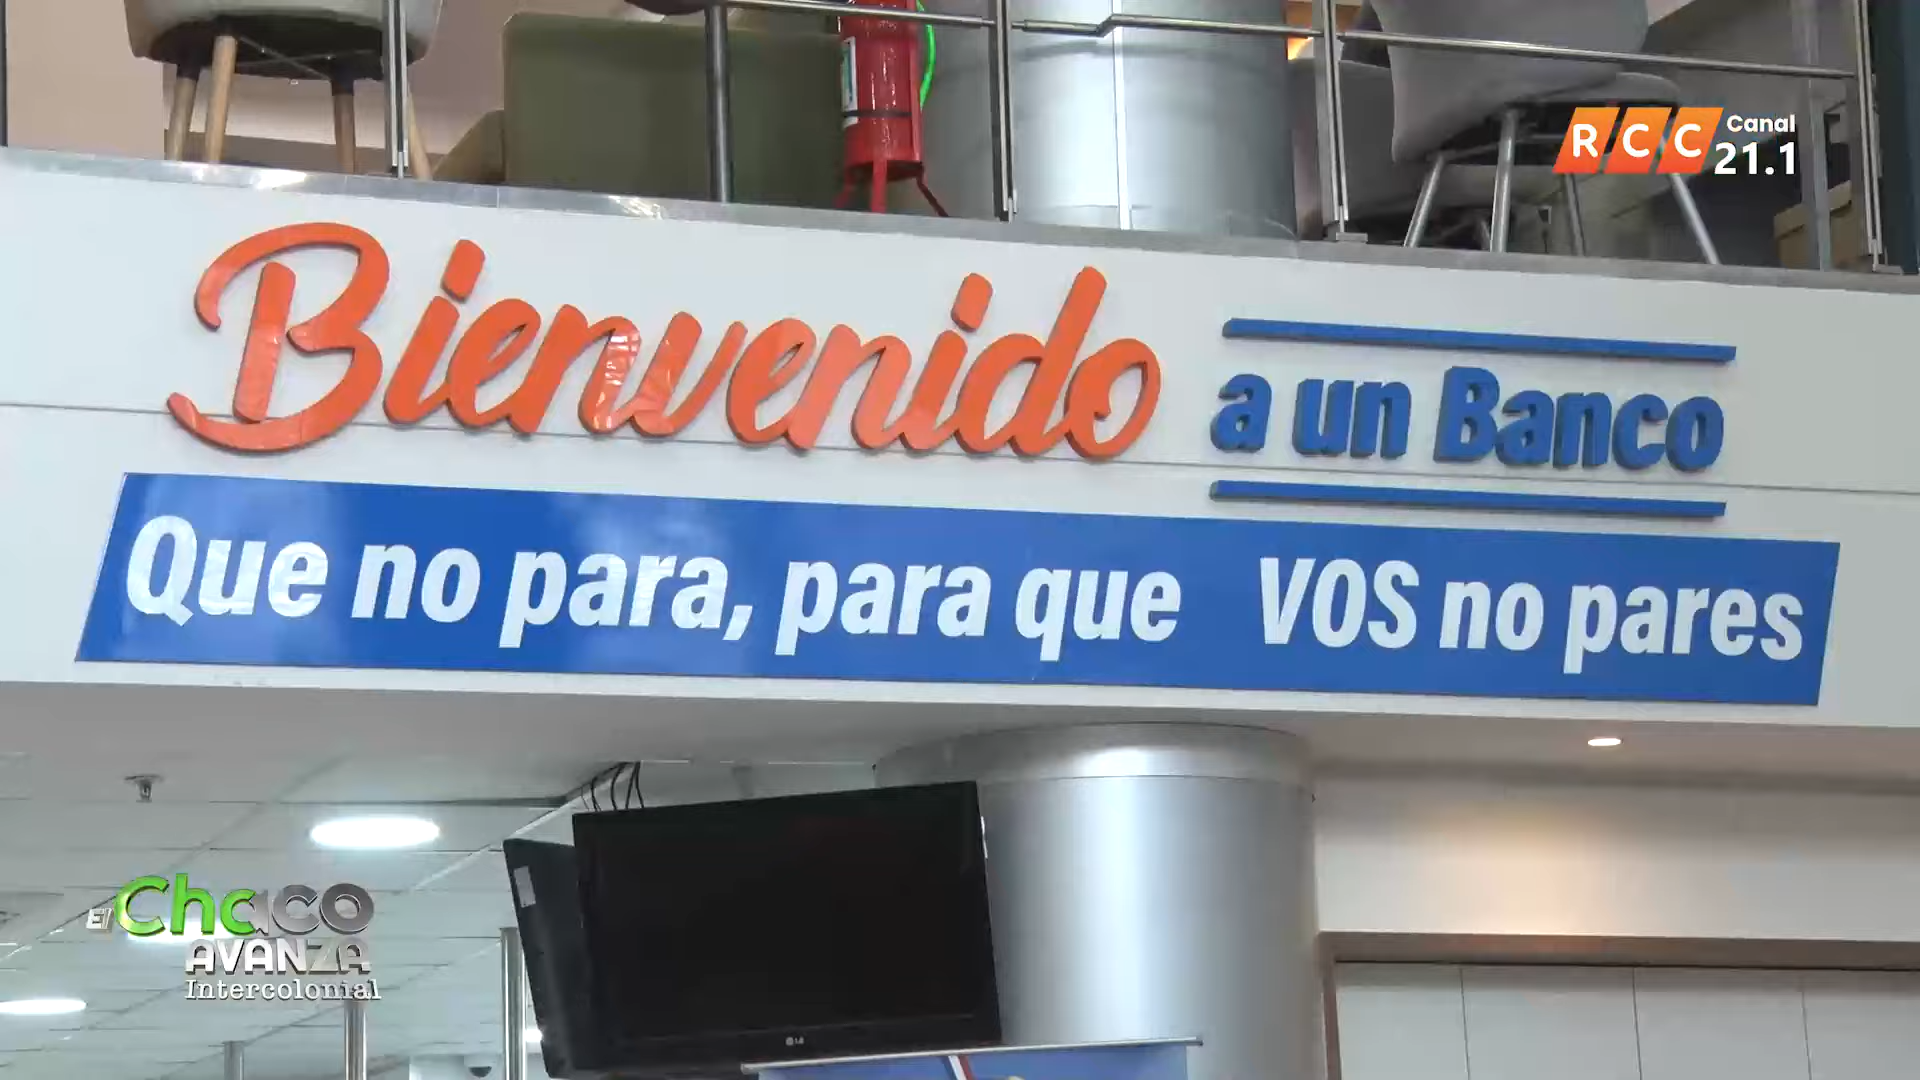 RCC Canal
21.1
Bienvenido
a un Banco
Que no para, para que VOS no pares
El Chaco
AVANZA
Intercolonial
LG